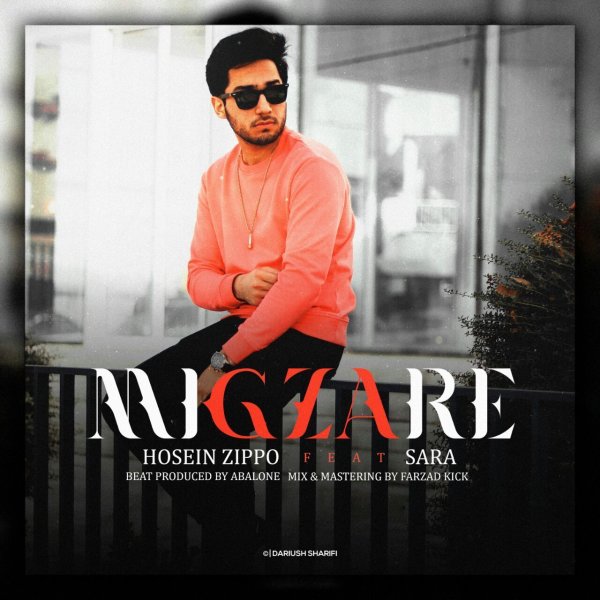 MIGZARE
HOSEIN ZIPPO FEAT SARA
BEAT PRODUCED BY ABALONE MIX & MASTERING BY FARZAD KICK
©| DARIUSH SHARIFI